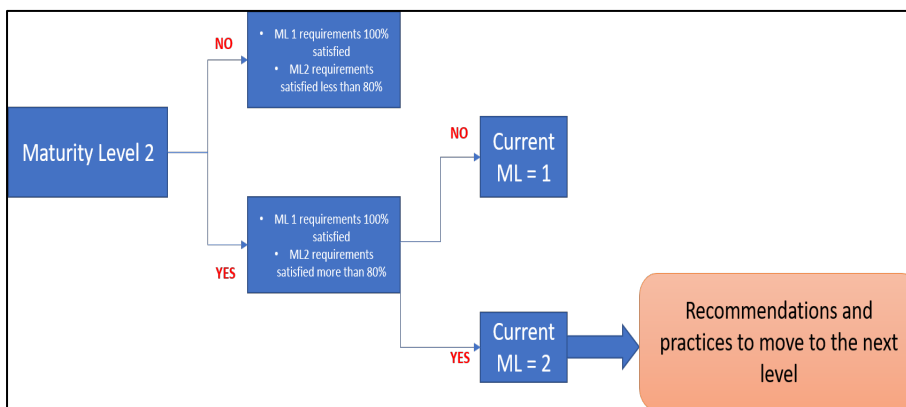 NO
• ML 1 requirements 100%
satisfied
• ML2 requirements
satisfied less than 80%
Maturity Level 2
NO
Current
ML = 1
YES
• ML 1 requirements 100%
satisfied
• ML2 requirements
satisfied more than 80%
YES
Current
ML = 2
Recommendations and
practices to move to the next
level